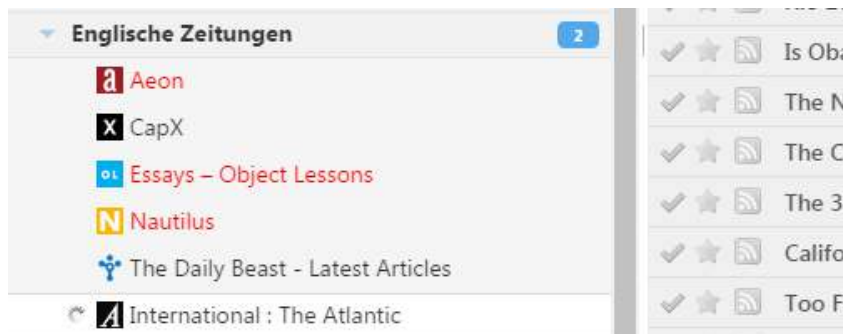 Englische Zeitungen 2
Aeon
CapX
Essays – Object Lessons
Nautilus
The Daily Beast - Latest Articles
International : The Atlantic
Is Oba
The N
The C
The 3
Califo
Too F